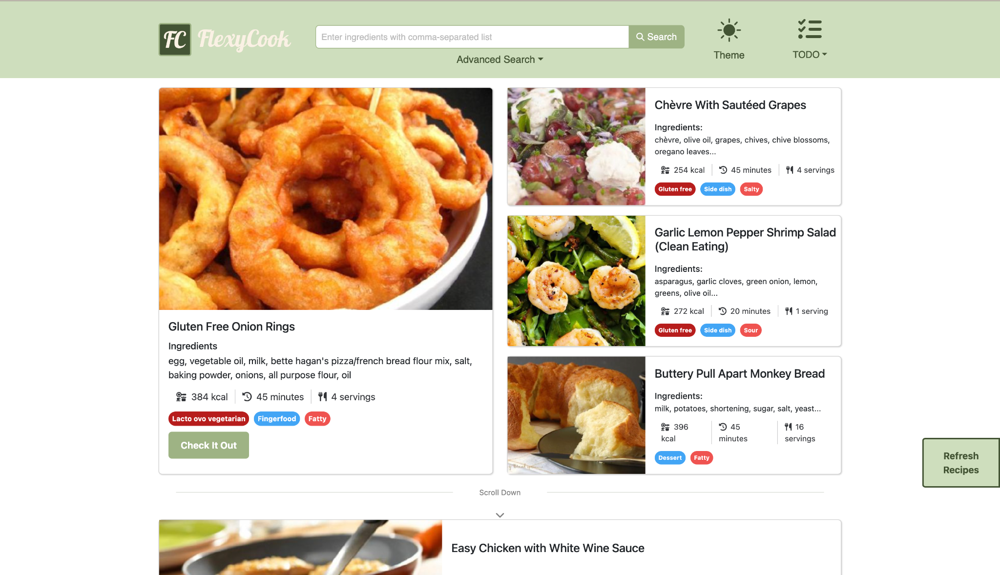 FC FlexyCook
Enter ingredients with comma-separated list
Search
Advanced Search
Theme
TODO
Gluten Free Onion Rings
Ingredients
egg, vegetable oil, milk, bette hagan's pizza/french bread flour mix, salt,
baking powder, onions, all purpose flour, oil
384 kcal
45 minutes
4 servings
Lacto ovo vegetarian
Fingerfood
Fatty
Check It Out
Chèvre With Sautéed Grapes
Ingredients:
chèvre, olive oil, grapes, chives, chive blossoms,
oregano leaves...
254 kcal
45 minutes
4 servings
Gluten free
Side dish
Salty
Garlic Lemon Pepper Shrimp Salad
(Clean Eating)
Ingredients:
asparagus, garlic cloves, green onion, lemon,
greens, olive oil...
272 kcal
20 minutes
1 serving
Gluten free
Side dish
Sour
Buttery Pull Apart Monkey Bread
Ingredients:
milk, potatoes, shortening, sugar, salt, yeast...
396
kcal
45
minutes
16
servings
Dessert
Fatty
Refresh
Recipes
Scroll Down
Easy Chicken with White Wine Sauce